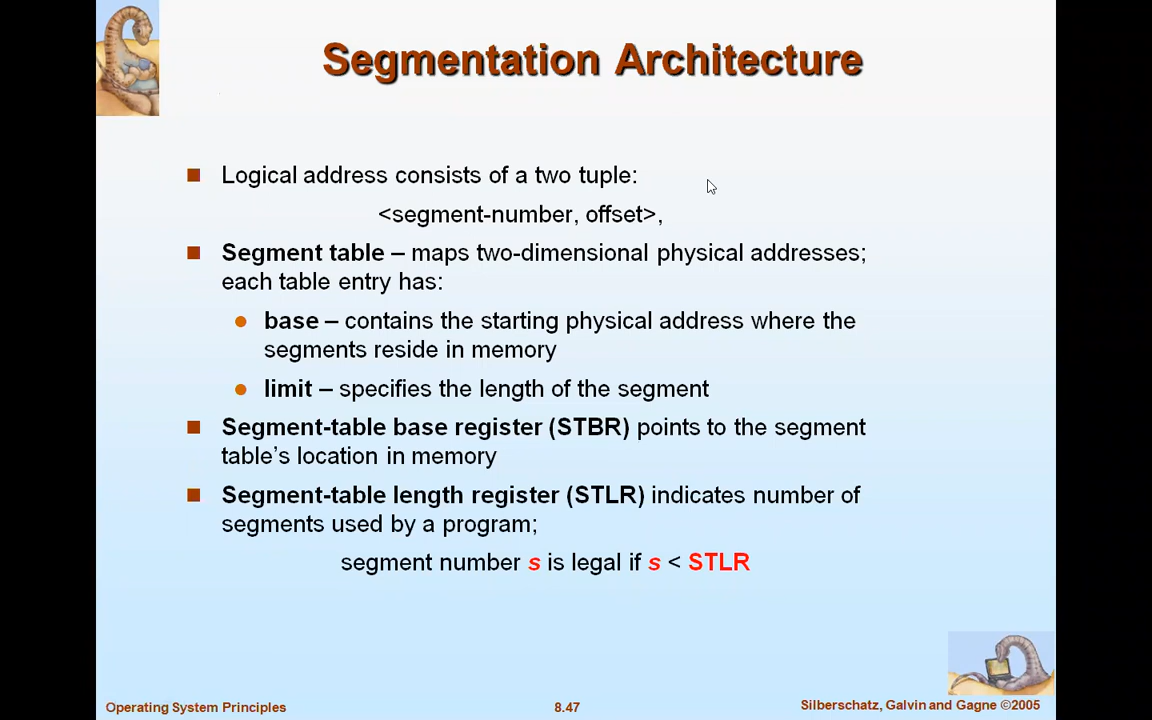 Segmentation Architecture
Logical address consists of a two tuple:
<segment-number, offset>,
Segment table – maps two-dimensional physical addresses;
each table entry has:
base – contains the starting physical address where the
segments reside in memory
limit – specifies the length of the segment
Segment-table base register (STBR) points to the segment
table’s location in memory
Segment-table length register (STLR) indicates number of
segments used by a program;
segment number s is legal if s < STLR
Operating System Principles
8.47
Silberschatz, Galvin and Gagne ©2005